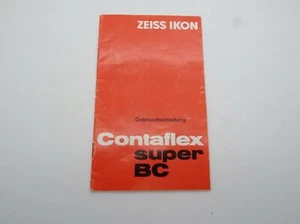 ZEISS IKON
Gebrauchsanleitung
Contaflex
super
BC